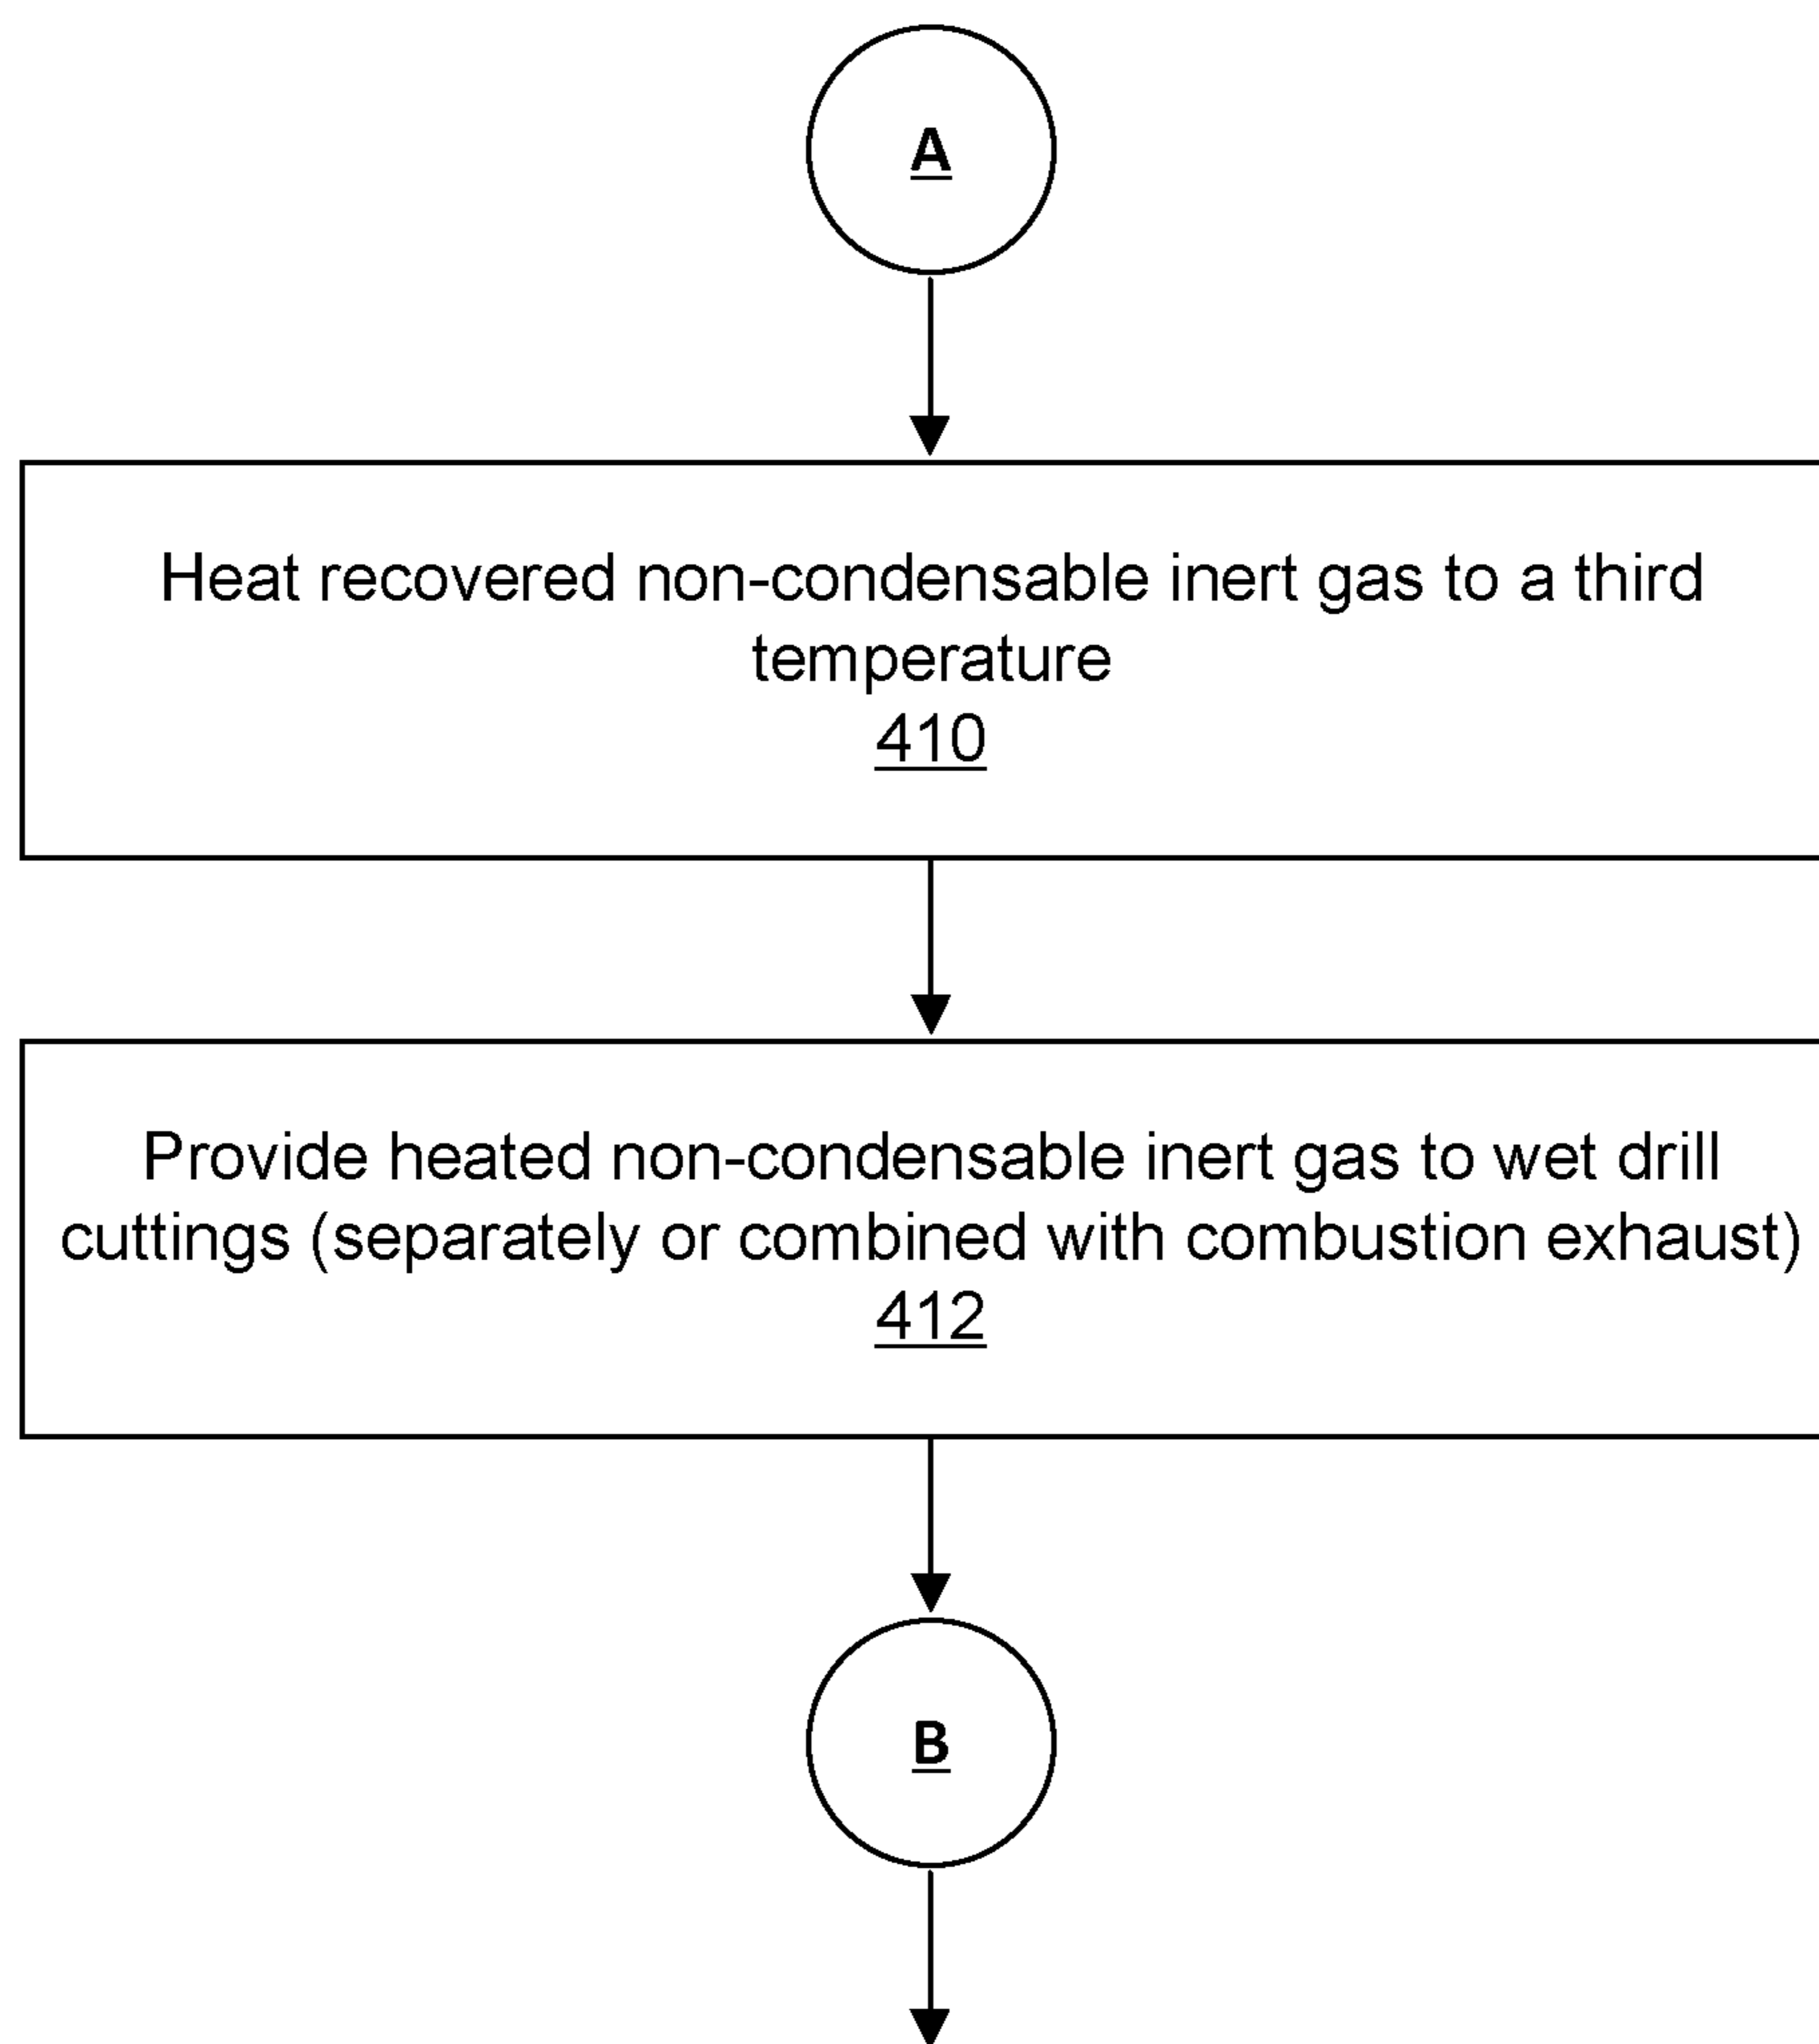 A
Heat recovered non-condensable inert gas to a third
temperature
410
Provide heated non-condensable inert gas to wet drill
cuttings (separately or combined with combustion exhaust)
412
B